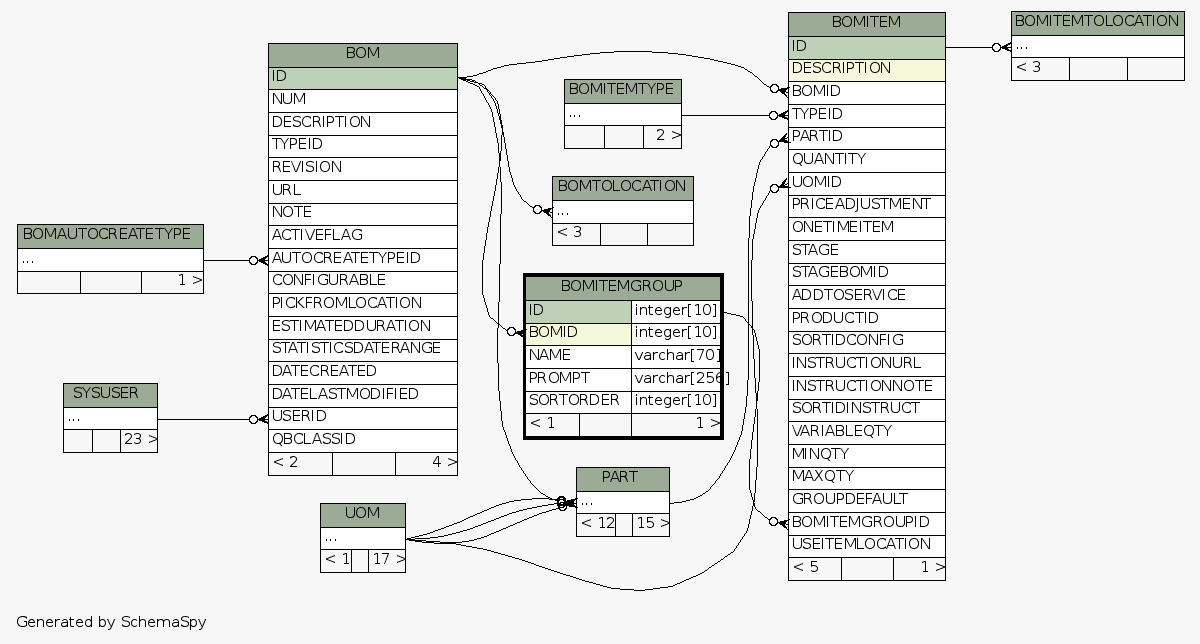 BOM
ID
NUM
DESCRIPTION
TYPEID
REVISION
URL
NOTE
ACTIVEFLAG
AUTOCREATETYPEID
CONFIGURABLE
PICKFROMLOCATION
ESTIMATEDDURATION
STATISTICSDATERANGE
DATECREATED
DATELASTMODIFIED
USERID
QBCLASSID
< 2 4 >
BOMAUTOCREATETYPE
...
1 >
SYSUSER
...
23 >
UOM
...
< 1 17 >
BOMITEMTYPE
...
2 >
BOMTOLOCATION
...
< 3
BOMITEMGROUP
ID integer[10]
BOMID integer[10]
NAME varchar[70]
PROMPT varchar[256]
SORTORDER integer[10]
< 1 1 >
PART
...
< 12 15 >
BOMITEM
ID
DESCRIPTION
BOMID
TYPEID
PARTID
QUANTITY
UOMID
PRICEADJUSTMENT
ONETIMEITEM
STAGE
STAGEBOMID
ADDTOSERVICE
PRODUCTID
SORTIDCONFIG
INSTRUCTIONURL
INSTRUCTIONNOTE
SORTIDINSTRUCT
VARIABLEQTY
MINQTY
MAXQTY
GROUPDEFAULT
BOMITEMGROUPID
USEITEMLOCATION
< 5 1 >
BOMITEMTOLOCATION
...
< 3
Generated by SchemaSpy